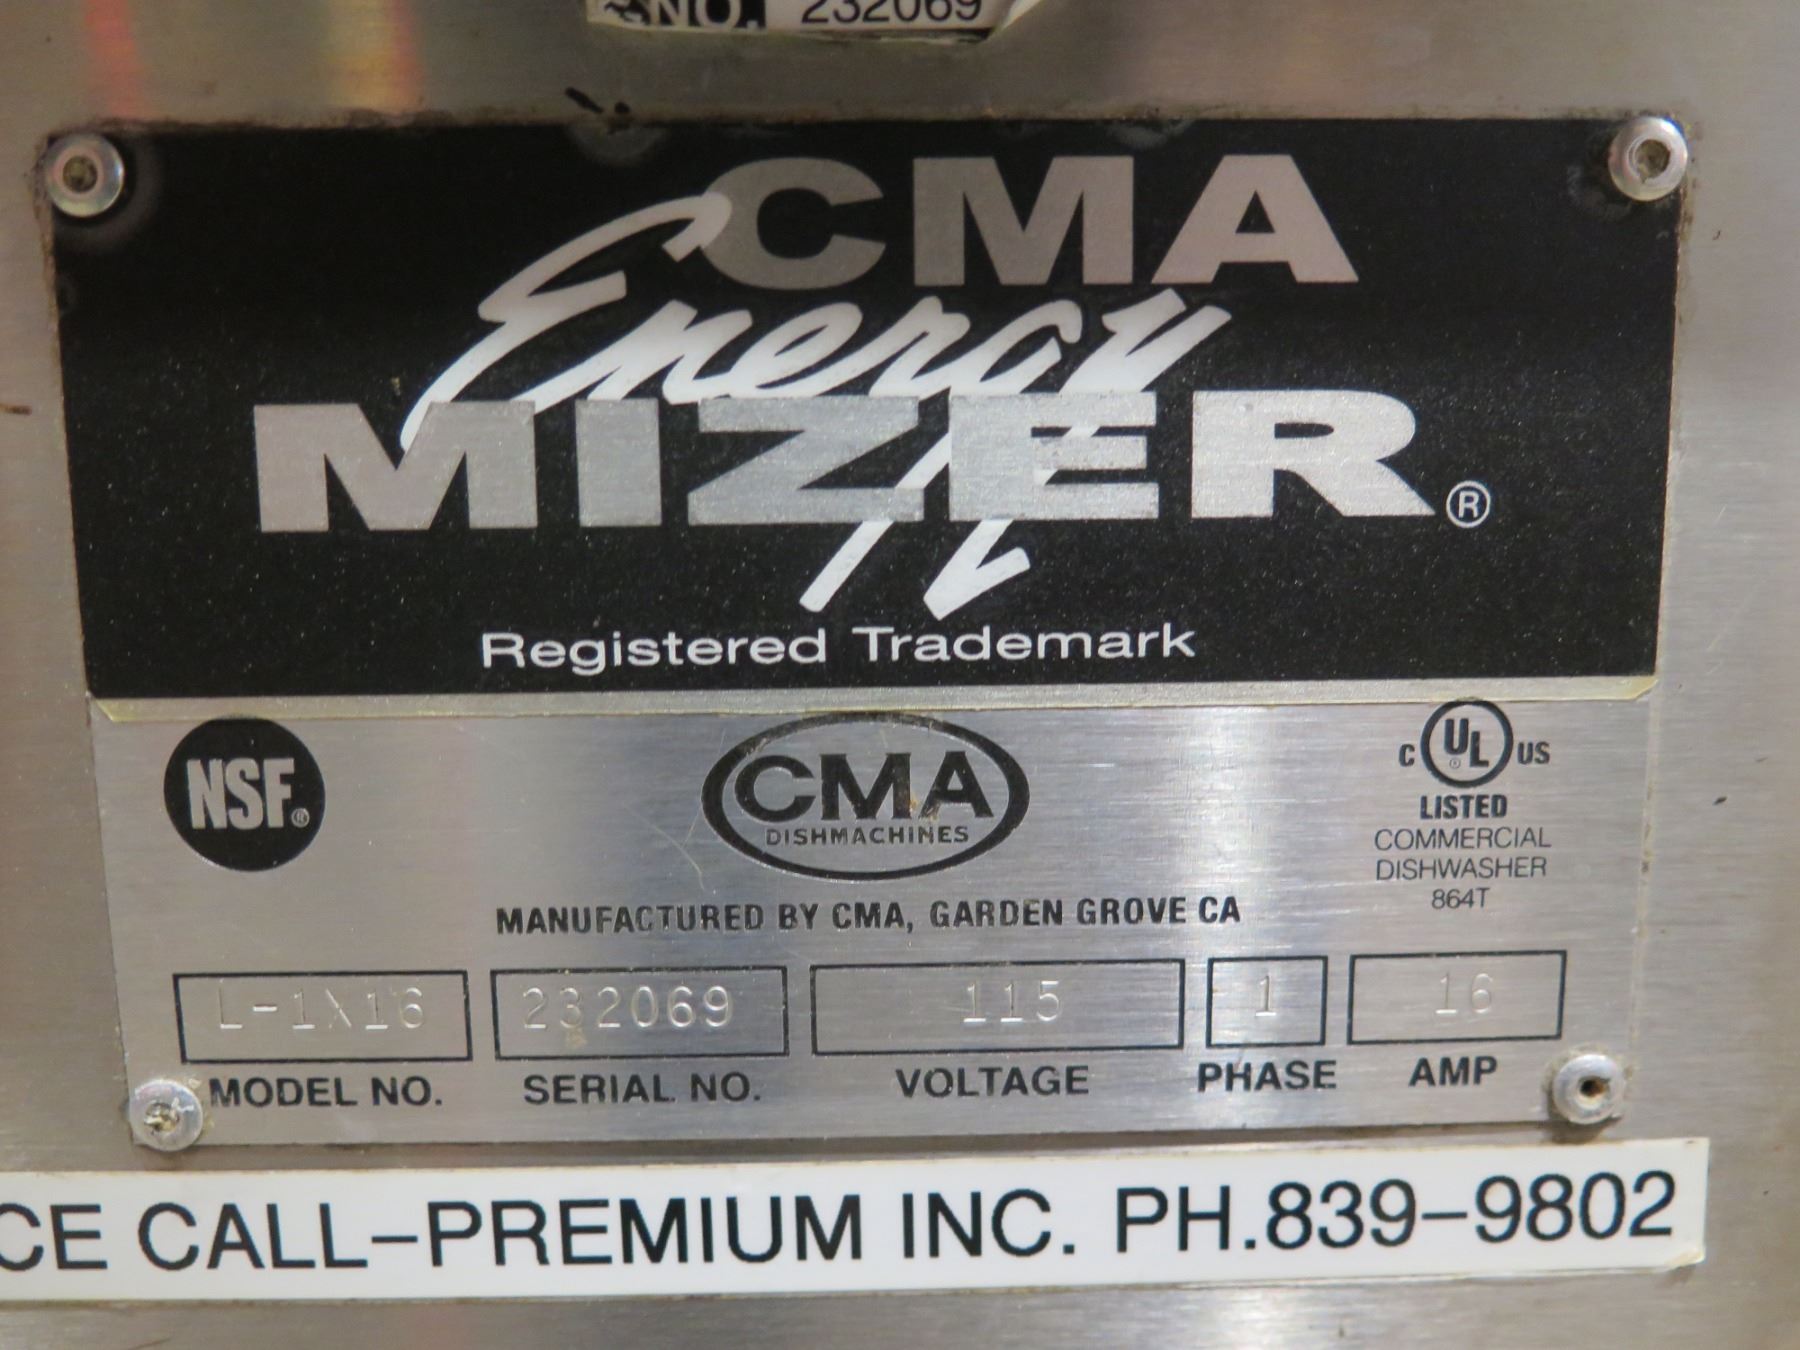 NO. 232069
CMA
Energy
MIZER®
Registered Trademark
NSF®
CMA
DISHMACHINES
C UL® US
LISTED
COMMERCIAL
DISHWASHER
864T
MANUFACTURED BY CMA, GARDEN GROVE CA
L-1X16 232069 115 1 16
MODEL NO. SERIAL NO. VOLTAGE PHASE AMP
CE CALL-PREMIUM INC. PH.839-9802